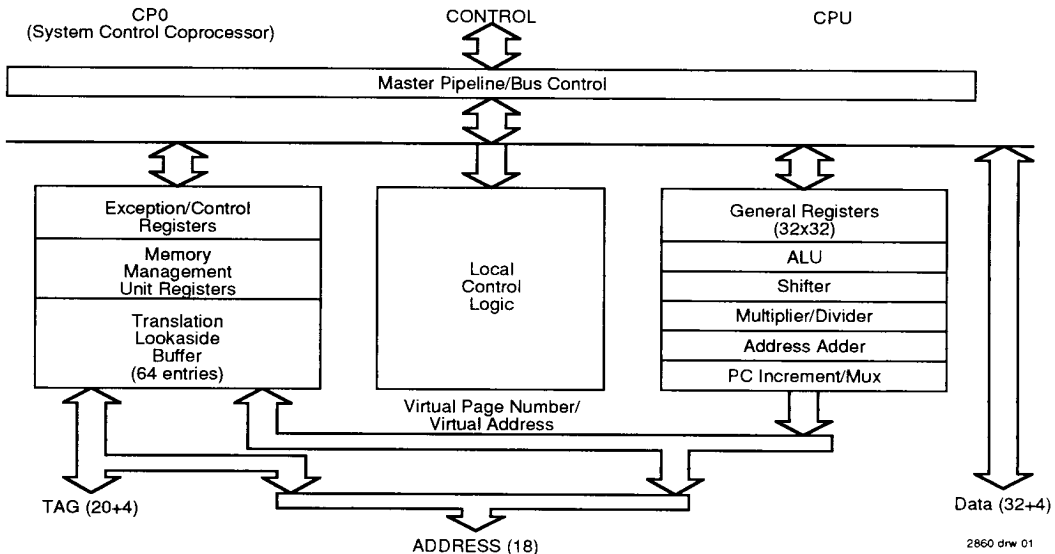 CP0
(System Control Coprocessor)
CONTROL
CPU
Master Pipeline/Bus Control
Exception/Control
Registers
Memory
Management
Unit Registers
Translation
Lookaside
Buffer
(64 entries)
Local
Control
Logic
General Registers
(32x32)
ALU
Shifter
Multiplier/Divider
Address Adder
PC Increment/Mux
Virtual Page Number/
Virtual Address
TAG (20+4)
ADDRESS (18)
Data (32+4)
2860 drw 01